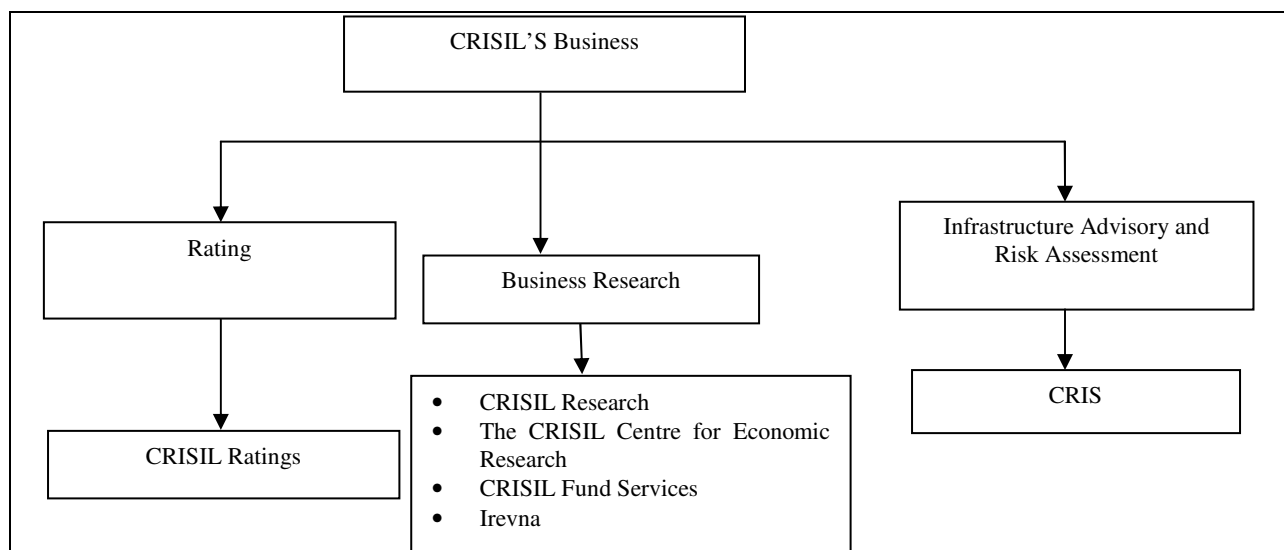 CRISIL’S Business
Rating
Business Research
Infrastructure Advisory and
Risk Assessment
CRISIL Ratings
• CRISIL Research
• The CRISIL Centre for Economic
Research
• CRISIL Fund Services
• Irevna
CRIS